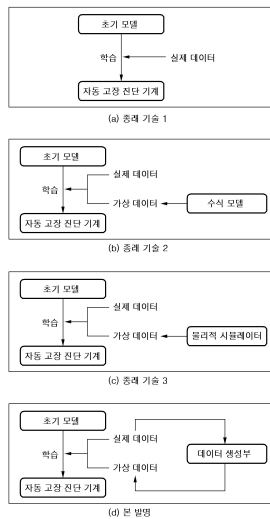 초기 모델
학습
실제 데이터
자동 고장 진단 기계
(a) 종래 기술 1
초기 모델
실제 데이터
학습
가상 데이터
수식 모델
자동 고장 진단 기계
(b) 종래 기술 2
초기 모델
실제 데이터
학습
가상 데이터
물리적 시뮬레이터
자동 고장 진단 기계
(c) 종래 기술 3
초기 모델
실제 데이터
학습
데이터 생성부
가상 데이터
자동 고장 진단 기계
(d) 본 발명